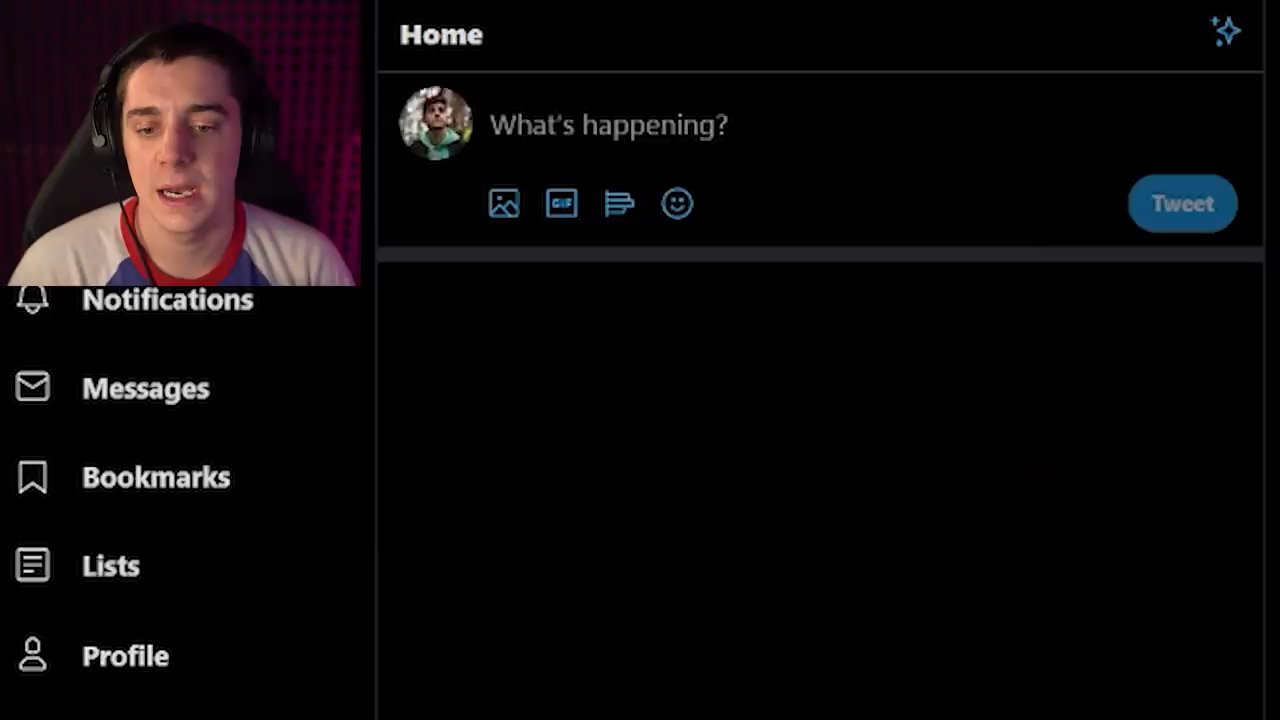 Home
What's happening?
GIF
Tweet
Notifications
Messages
Bookmarks
Lists
Profile